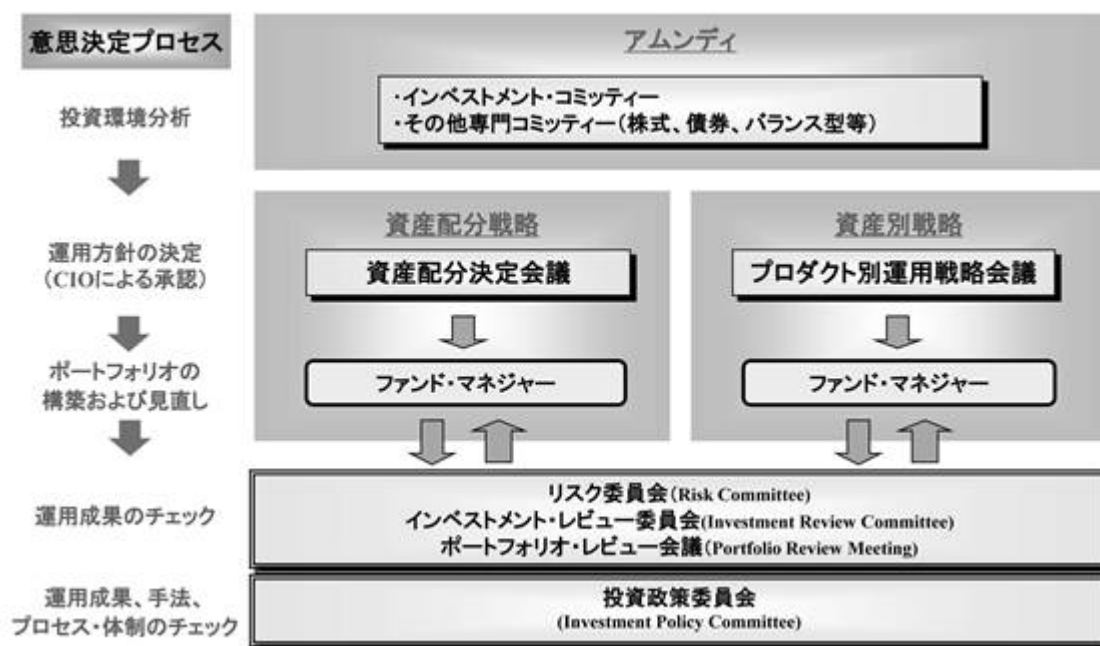 意思決定プロセス
アムンディ
投資環境分析
・インベストメント・コミッティー
・その他専門コミッティー(株式、債券、バランス型等)
資産配分戦略
資産別戦略
運用方針の決定
(CIOによる承認)
資産配分決定会議
プロダクト別運用戦略会議
ポートフォリオの
構築および見直し
ファンド・マネジャー
ファンド・マネジャー
運用成果のチェック
リスク委員会(Risk Committee)
インベストメント・レビュー委員会(Investment Review Committee)
ポートフォリオ・レビュー会議(Portfolio Review Meeting)
運用成果、手法、
プロセス・体制のチェック
投資政策委員会
(Investment Policy Committee)